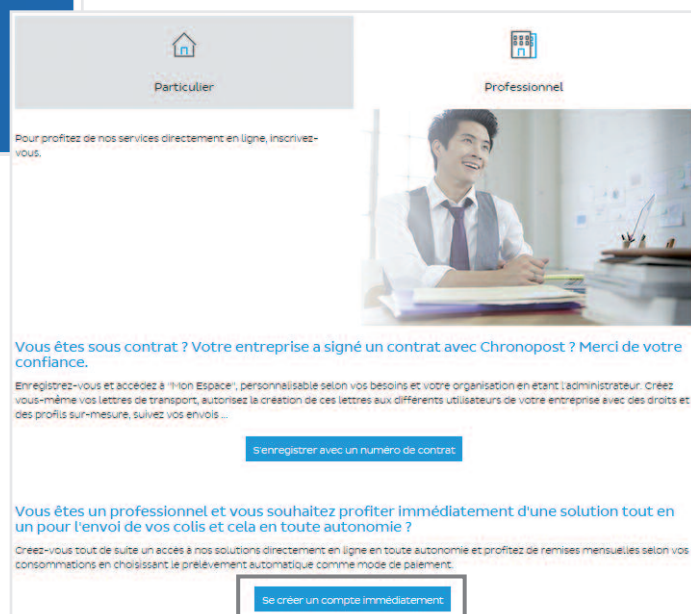 Particulier
Professionnel
Pour profitez de nos services directement en ligne, inscrivez-
vous.
Vous êtes sous contrat ? Votre entreprise a signé un contrat avec Chronopost ? Merci de votre
confiance.
Enregistrez-vous et accédez à "Mon Espace", personnalisable selon vos besoins et votre organisation en étant l'administrateur. Créez
vous-même vos lettres de transport, autorisez la création de ces lettres aux différents utilisateurs de votre entreprise avec des droits et
des profils sur-mesure, suivez vos envois ...
S'enregistrer avec un numéro de contrat
Vous êtes un professionnel et vous souhaitez profiter immédiatement d'une solution tout en
un pour l'envoi de vos colis et cela en toute autonomie ?
Créez-vous tout de suite un accès à nos solutions directement en ligne en toute autonomie et profitez de remises mensuelles selon vos
consommations en choisissant le prélèvement automatique comme mode de paiement.
Se créer un compte immédiatement